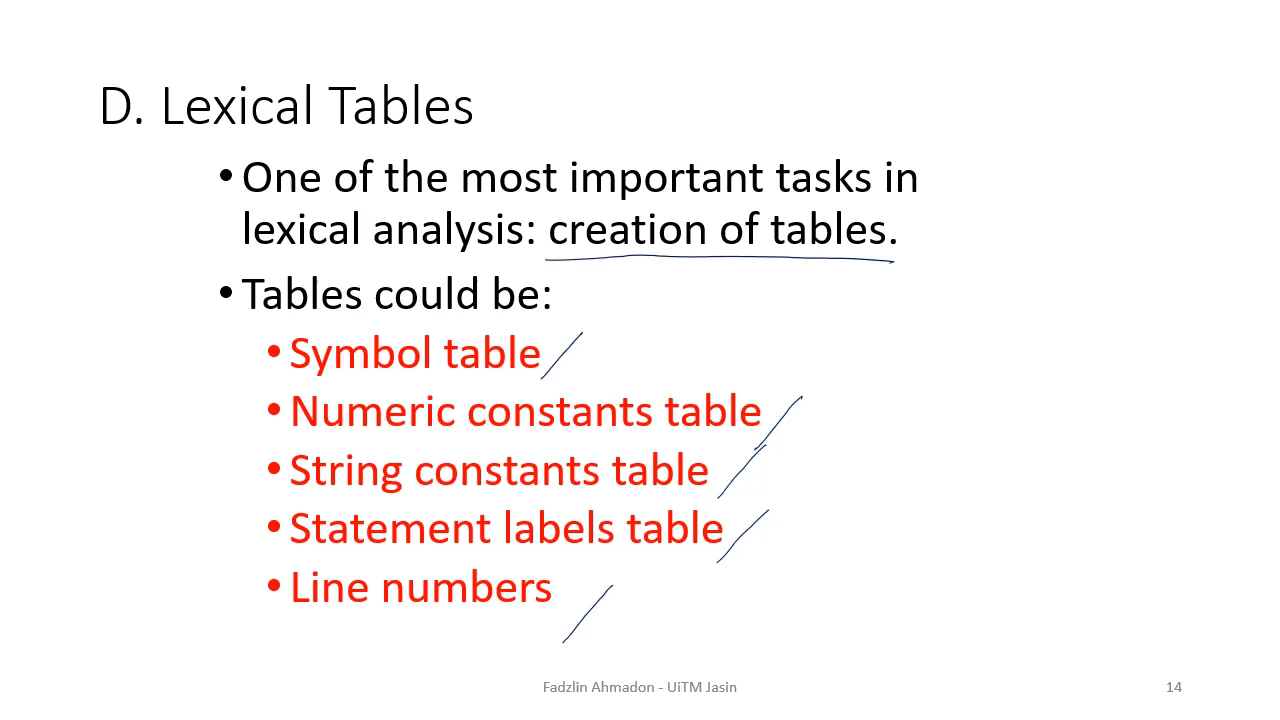 D. Lexical Tables
• One of the most important tasks in
lexical analysis: creation of tables.
• Tables could be:
• Symbol table
• Numeric constants table
• String constants table
• Statement labels table
• Line numbers
Fadzlin Ahmadon - UiTM Jasin
14